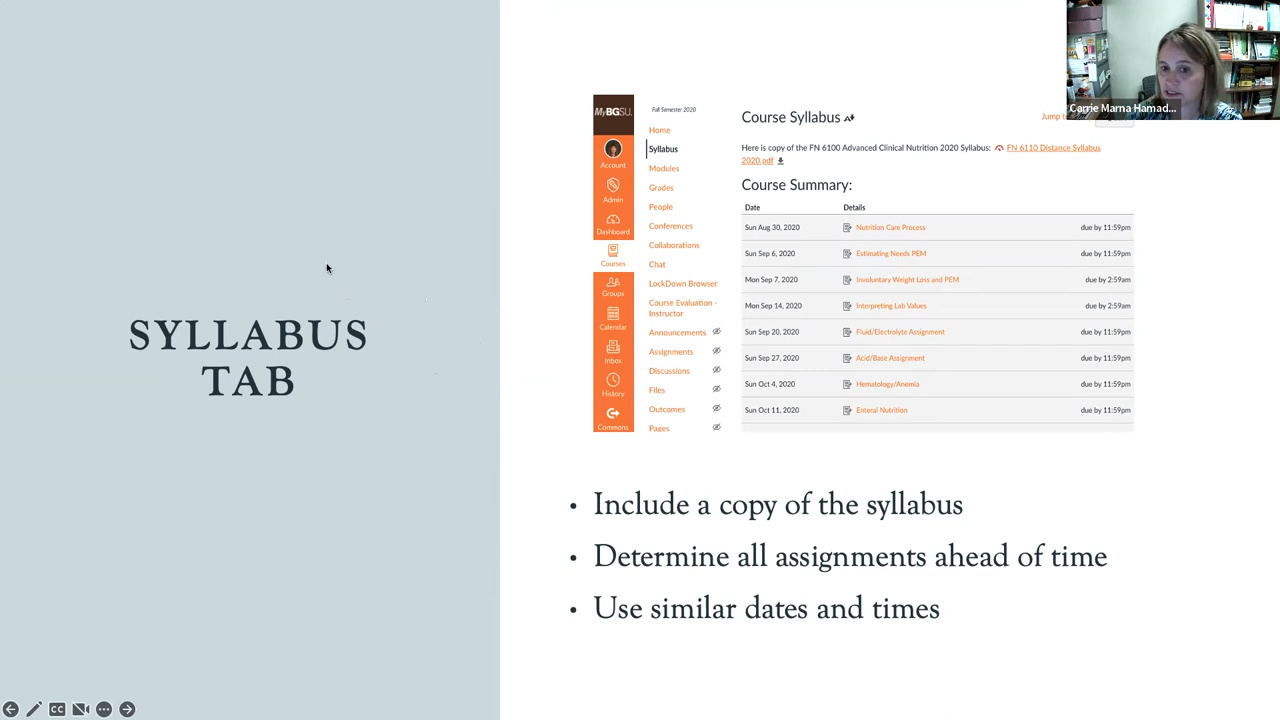 SYLLABUS
TAB
MyBGSU.
Account
Admin
Dashboard
Courses
Groups
Calendar
Inbox
History
Commons
Fall Semester 2020
Home
Syllabus
Modules
Grades
People
Conferences
Collaborations
Chat
LockDown Browser
Course Evaluation -
Instructor
Announcements
Assignments
Discussions
Files
Outcomes
Pages
Course Syllabus
Jump
Here is copy of the FN 6100 Advanced Clinical Nutrition 2020 Syllabus: FN 6110 Distance Syllabus
2020.pdf
Course Summary:
Date Details
Sun Aug 30, 2020 Nutrition Care Process due by 11:59pm
Sun Sep 6, 2020 Estimating Needs PEM due by 11:59pm
Mon Sep 7, 2020 Involuntary Weight Loss and PEM due by 2:59am
Mon Sep 14, 2020 Interpreting Lab Values due by 2:59am
Sun Sep 20, 2020 Fluid/Electrolyte Assignment due by 11:59pm
Sun Sep 27, 2020 Acid/Base Assignment due by 11:59pm
Sun Oct 4, 2020 Hematology/Anemia due by 11:59pm
Sun Oct 11, 2020 Enteral Nutrition due by 11:59pm
Carrie Marna Hamad...
• Include a copy of the syllabus
• Determine all assignments ahead of time
• Use similar dates and times
CC